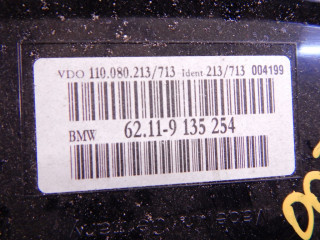 VDO 110.080.213/713 Ident 213/713 004199
BMW 62.11-9 135 254